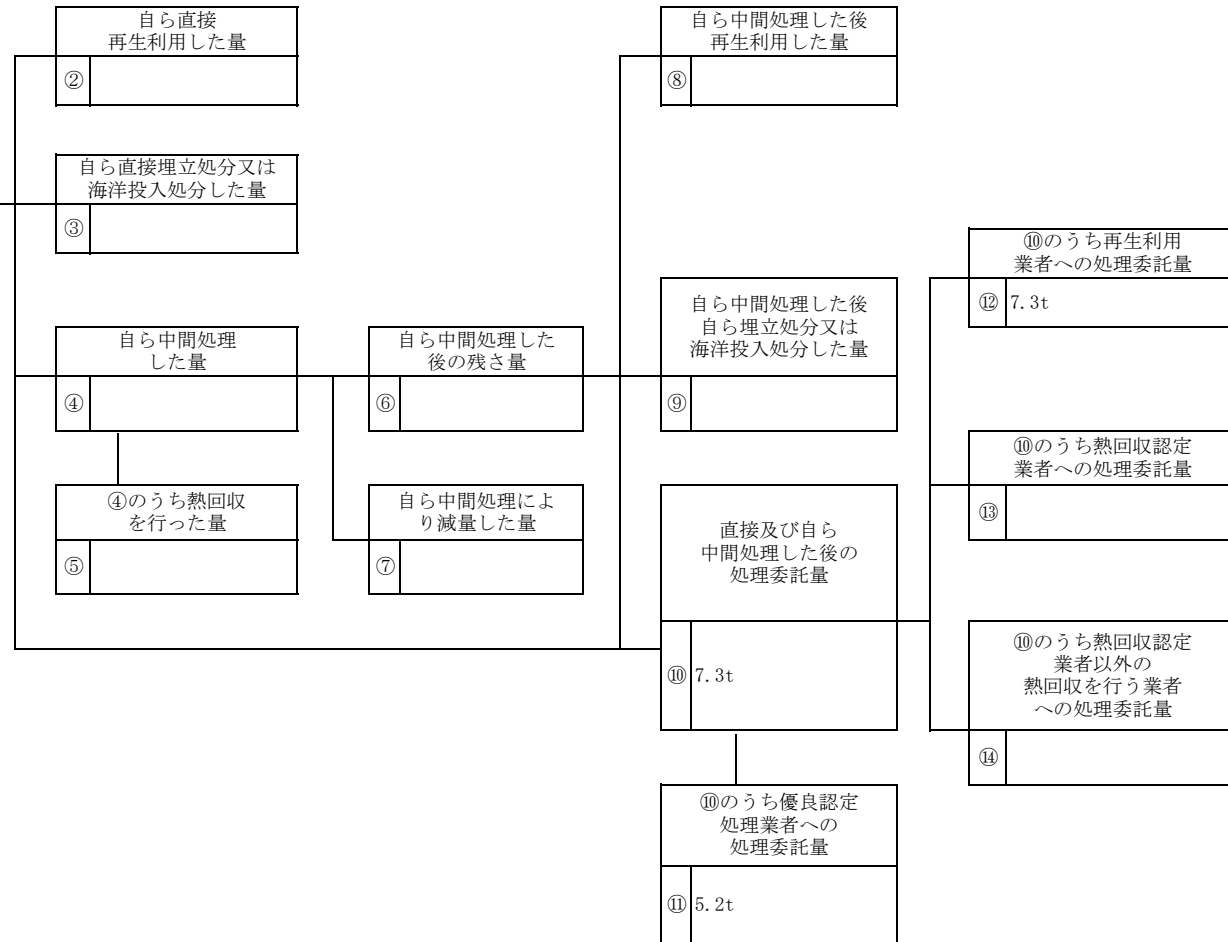 自ら直接
再生利用した量
②
自ら中間処理した後
再生利用した量
⑧
自ら直接埋立処分又は
海洋投入処分した量
③
⑩のうち再生利用
業者への処理委託量
⑫ 7.3t
自ら中間処理
した量
④
自ら中間処理した
後の残さ量
⑥
自ら中間処理した後
自ら埋立処分又は
海洋投入処分した量
⑨
⑩のうち熱回収認定
業者への処理委託量
⑬
④のうち熱回収
を行った量
⑤
自ら中間処理によ
り減量した量
⑦
直接及び自ら
中間処理した後の
処理委託量
⑩ 7.3t
⑩のうち熱回収認定
業者以外の
熱回収を行う業者
への処理委託量
⑭
⑩のうち優良認定
処理業者への
処理委託量
⑪ 5.2t